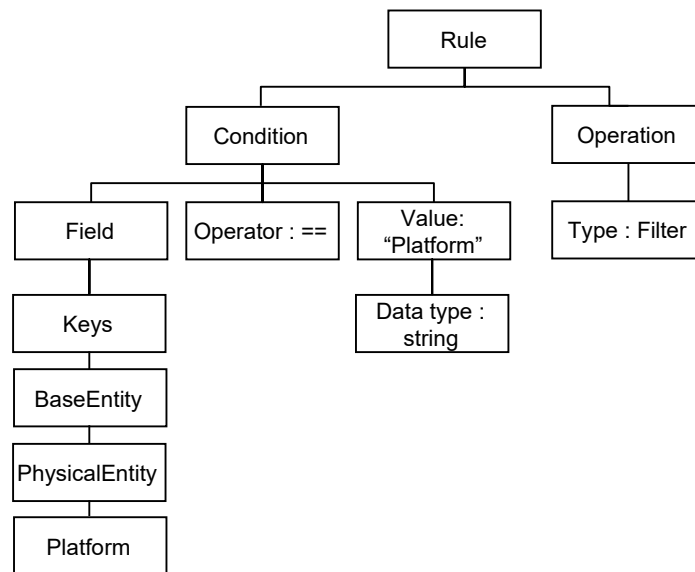 Rule
Condition
Operation
Field
Operator : ==
Value:
“Platform”
Type : Filter
Keys
Data type :
string
BaseEntity
PhysicalEntity
Platform